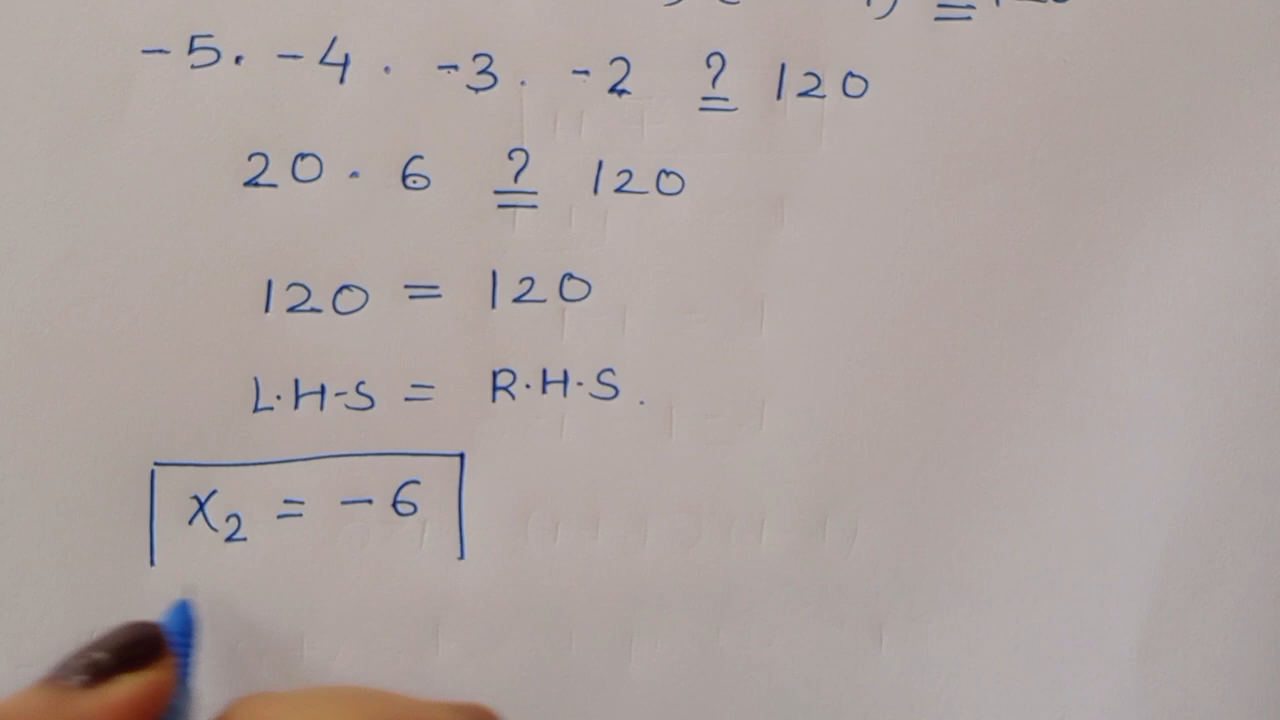 -5. -4 . -3 . -2 ≟ 120
20 . 6 ≟ 120
120 = 120
L.H-S = R.H.S.
x₂ = -6